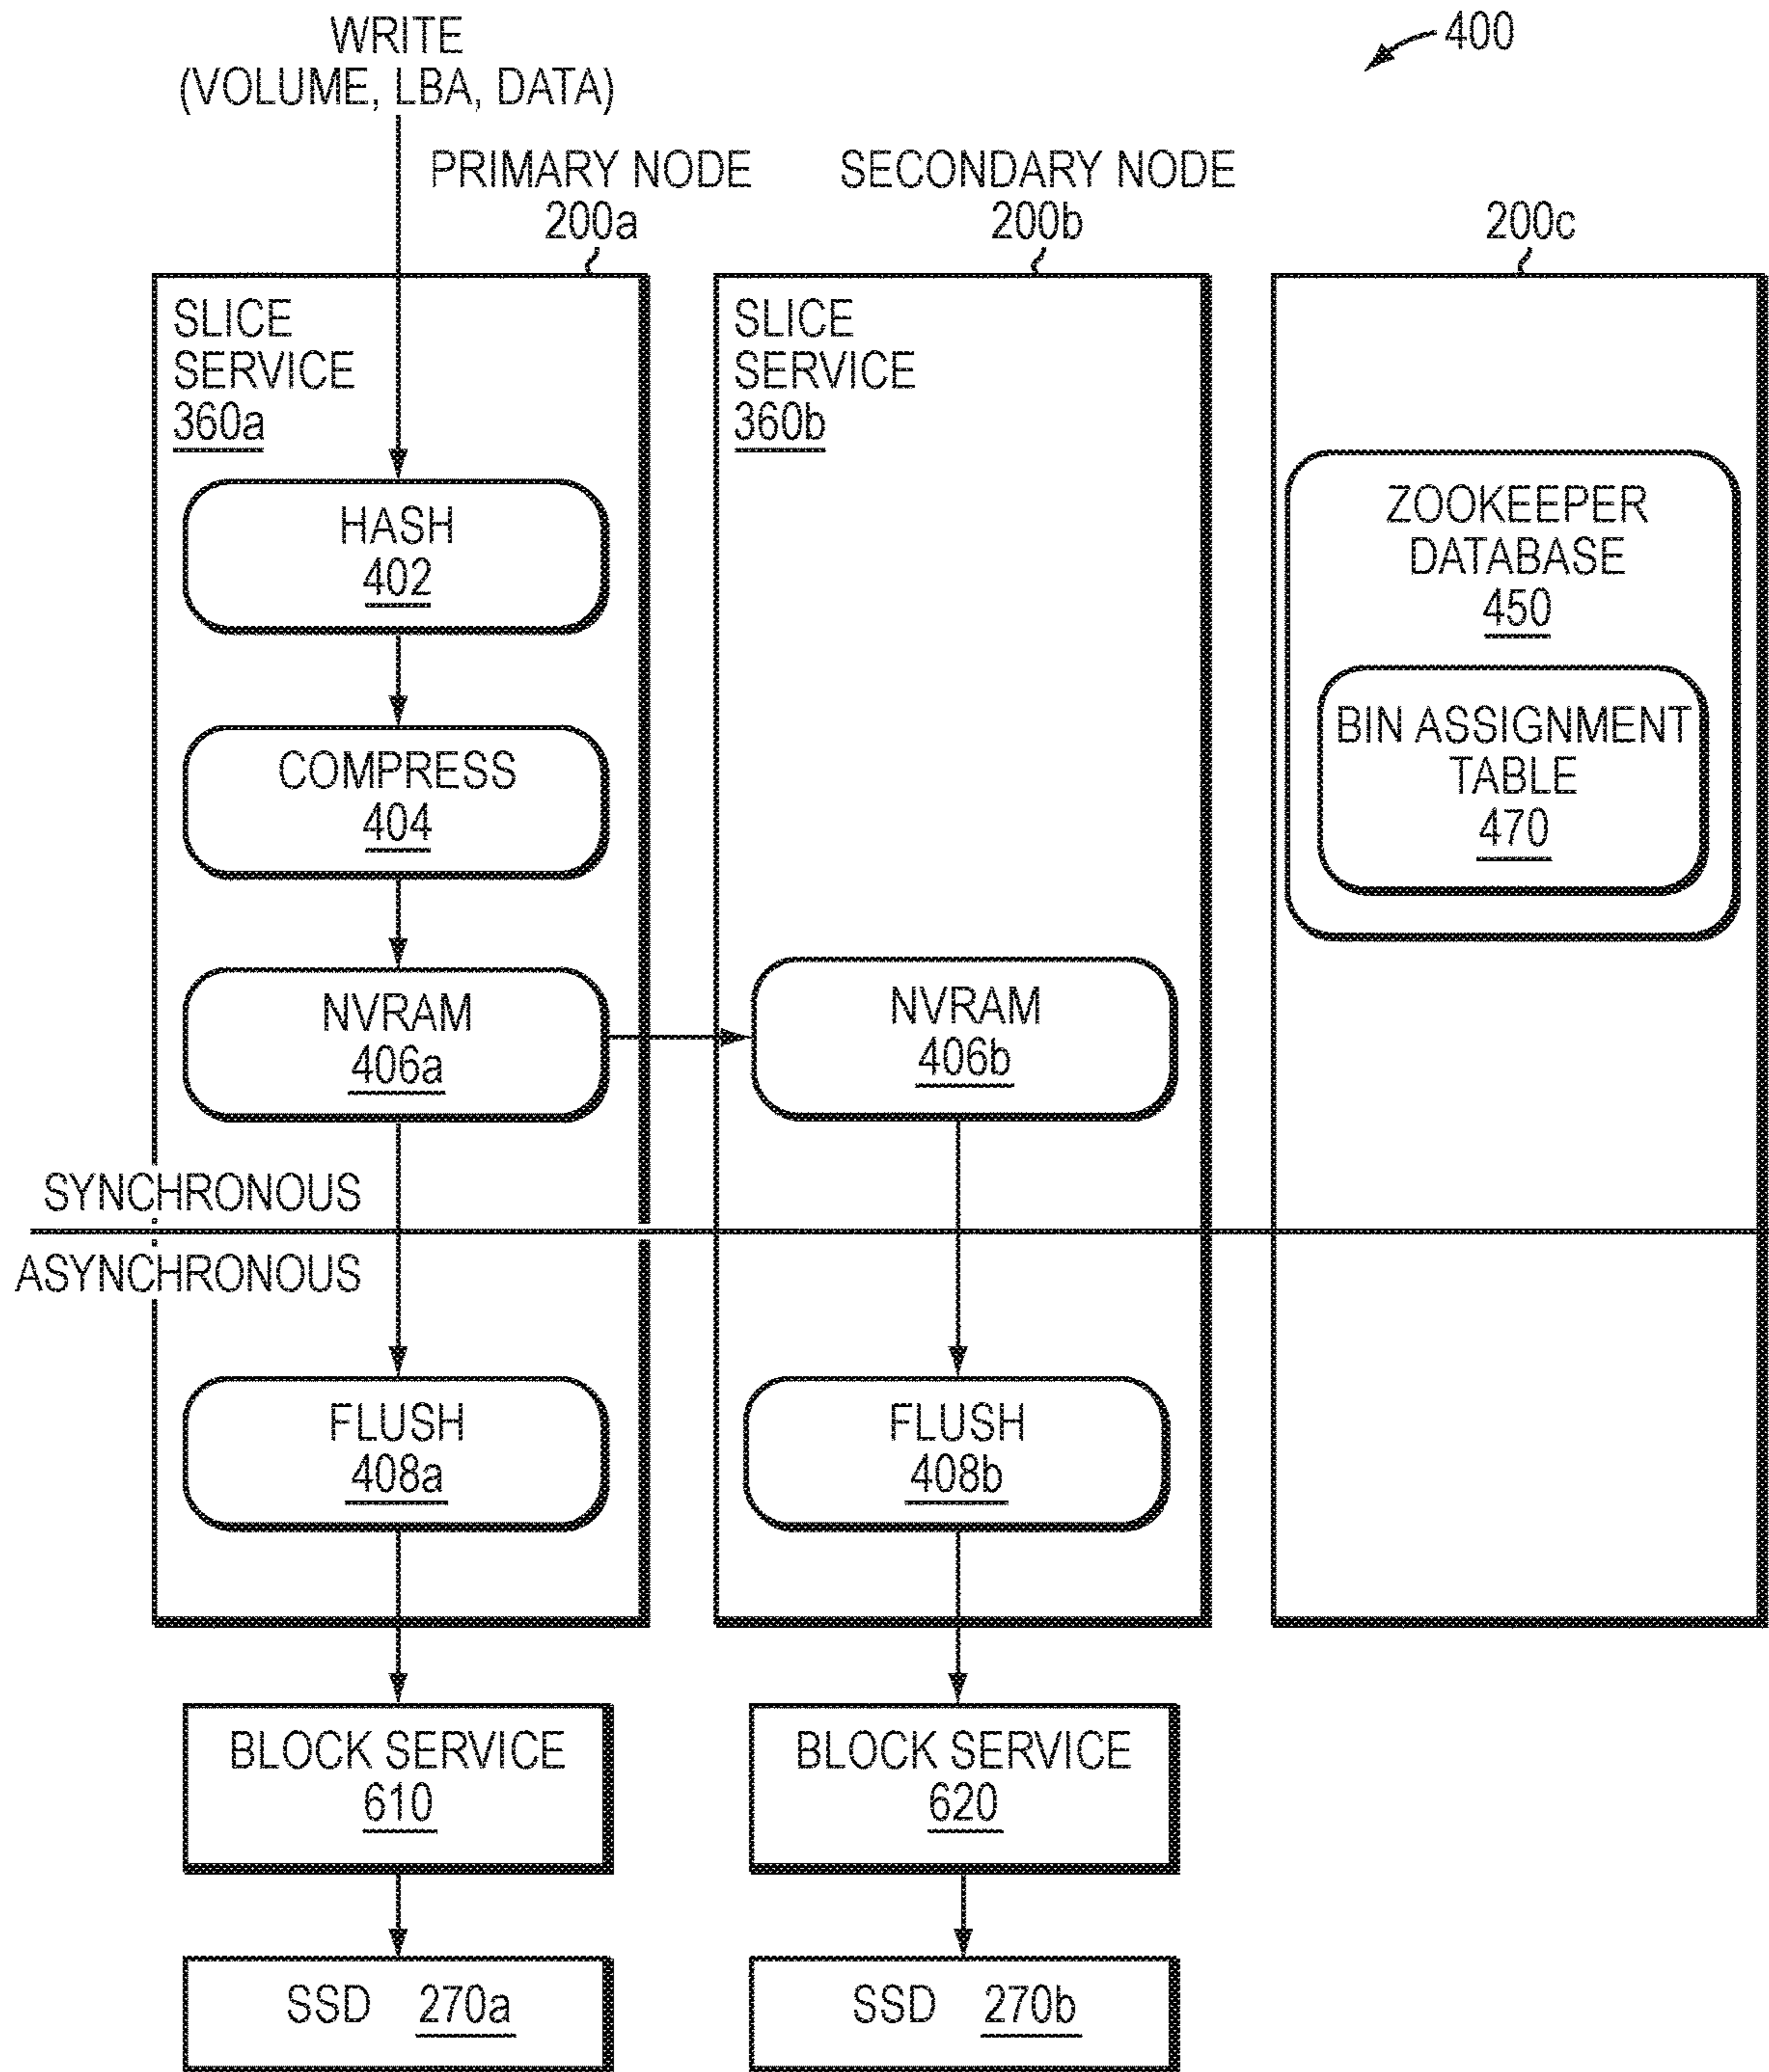 WRITE
(VOLUME, LBA, DATA)
400
PRIMARY NODE
200a
SECONDARY NODE
200b
200c
SLICE
SERVICE
360a
HASH
402
COMPRESS
404
NVRAM
406a
SLICE
SERVICE
360b
NVRAM
406b
ZOOKEEPER
DATABASE
450
BIN ASSIGNMENT
TABLE
470
SYNCHRONOUS
ASYNCHRONOUS
FLUSH
408a
FLUSH
408b
BLOCK SERVICE
610
BLOCK SERVICE
620
SSD 270a
SSD 270b